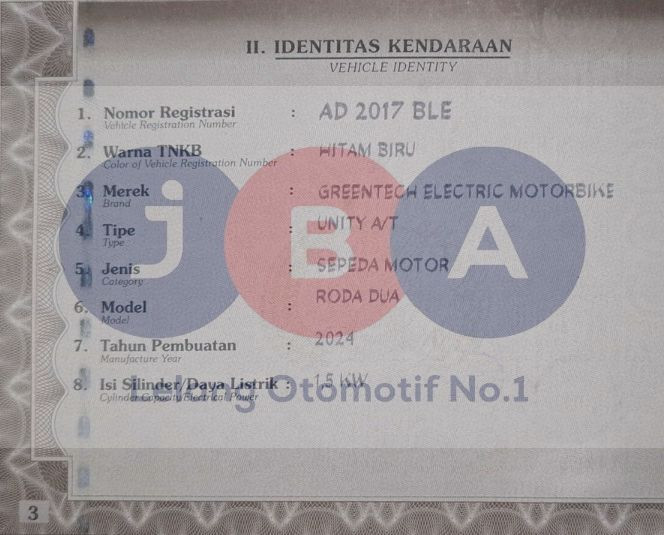 II. IDENTITAS KENDARAAN
VEHICLE IDENTITY
1. Nomor Registrasi : AD 2017 BLE
Vehicle Registration Number
2. Warna TNKB : HITAM BIRU
Color of Vehicle Registration Number
3. Merek : GREENTECH ELECTRIC MOTORBIKE
Brand
4. Tipe : UNITY A/T
Type
5. Jenis : SEPEDA MOTOR
Category
6. Model : RODA DUA
Model
7. Tahun Pembuatan : 2024
Manufacture Year
8. Isi Silinder/Daya Listrik : 1.5 KW
Cylinder Capacity/Electrical Power
JBA
Lelang Otomotif No.1
3